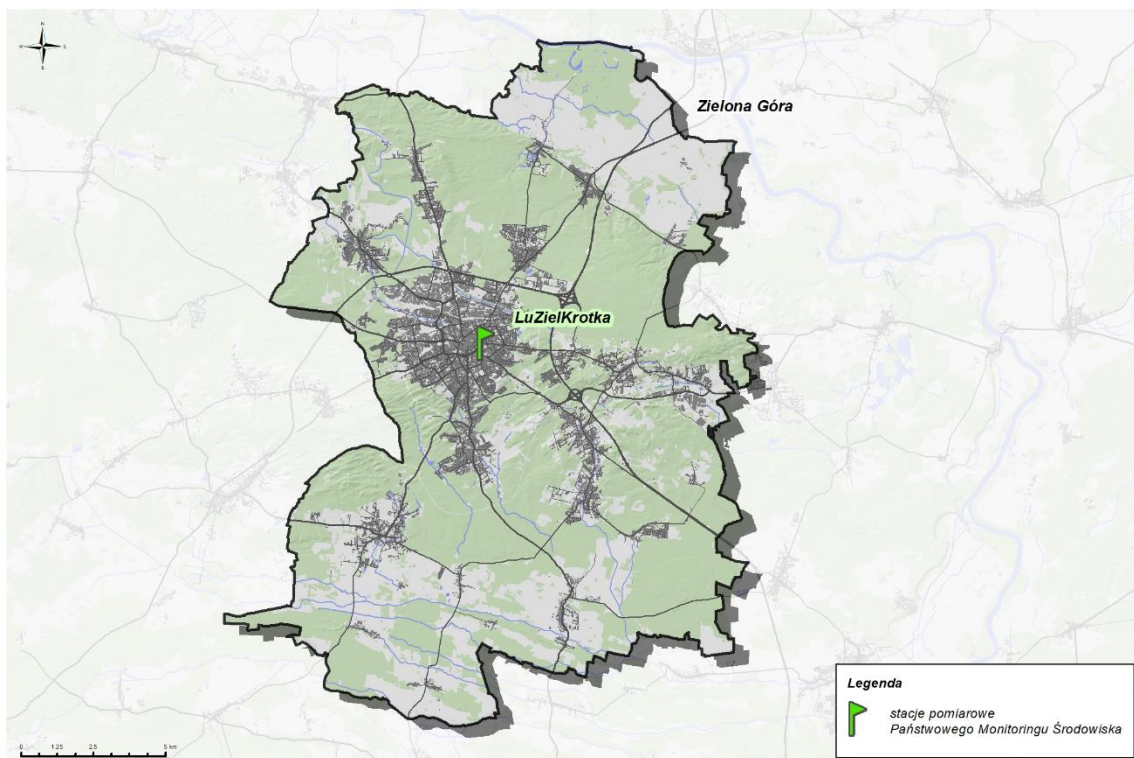 N
W E
S
Zielona Góra
LuZielKrotka
Legenda
stacje pomiarowe
Państwowego Monitoringu Środowiska
0 1.25 2.5 5 km